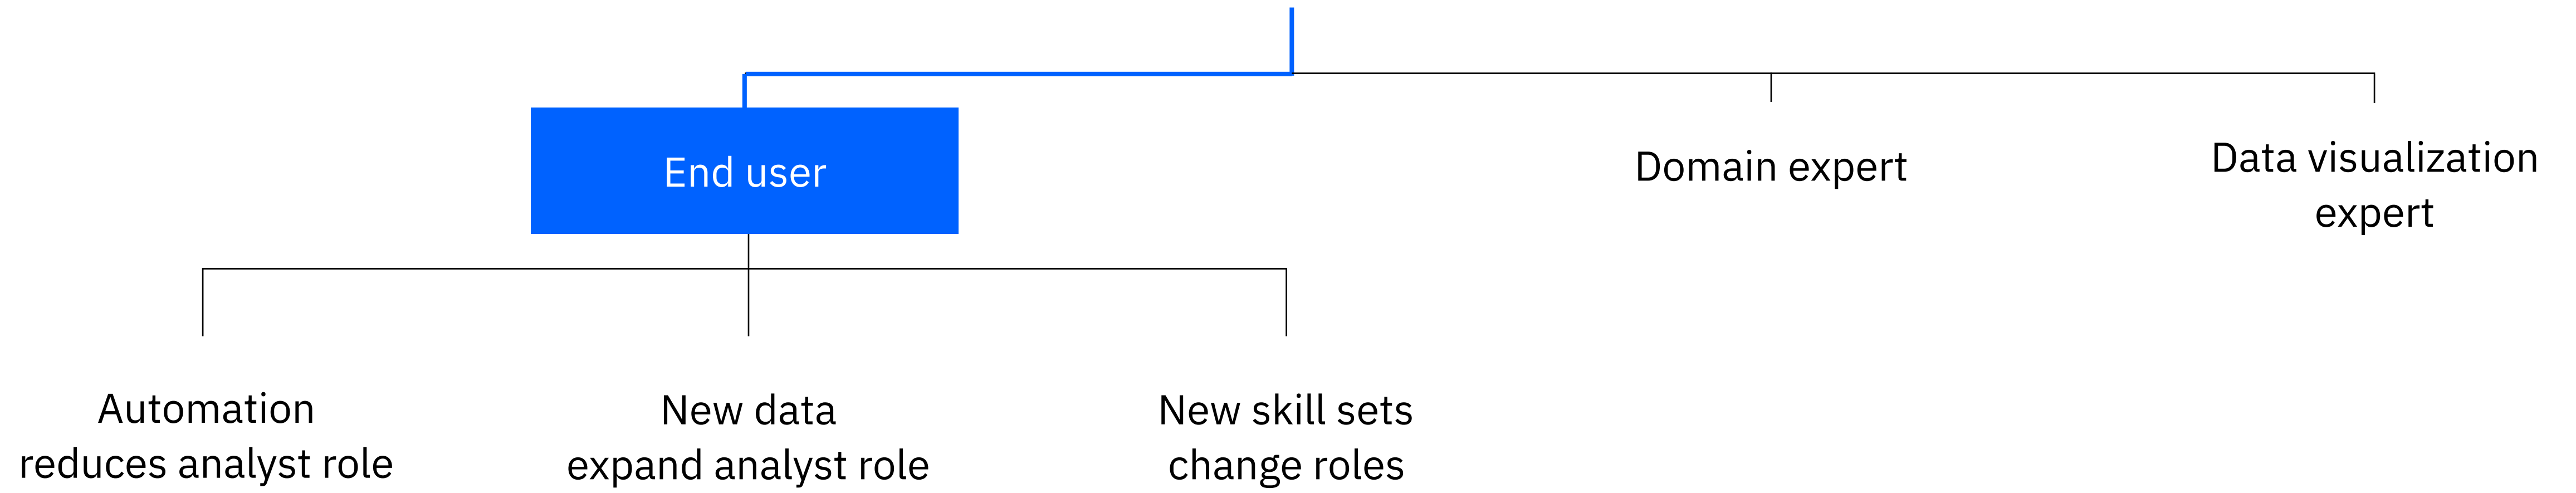 End user
Domain expert
Data visualization
expert
Automation
reduces analyst role
New data
expand analyst role
New skill sets
change roles